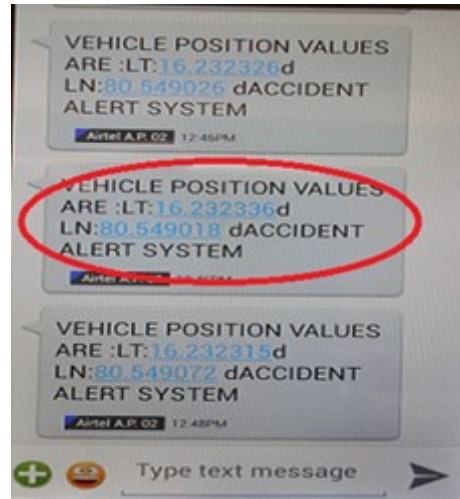 VEHICLE POSITION VALUES
ARE :LT:16.232326d
LN:80.549026 dACCIDENT
ALERT SYSTEM
Airtel A.P. 02 12:46PM
VEHICLE POSITION VALUES
ARE :LT:16.232336d
LN:80.549018 dACCIDENT
ALERT SYSTEM
VEHICLE POSITION VALUES
ARE :LT:16.232315d
LN:80.549072 dACCIDENT
ALERT SYSTEM
Airtel A.P. 02 12:48PM
Type text message